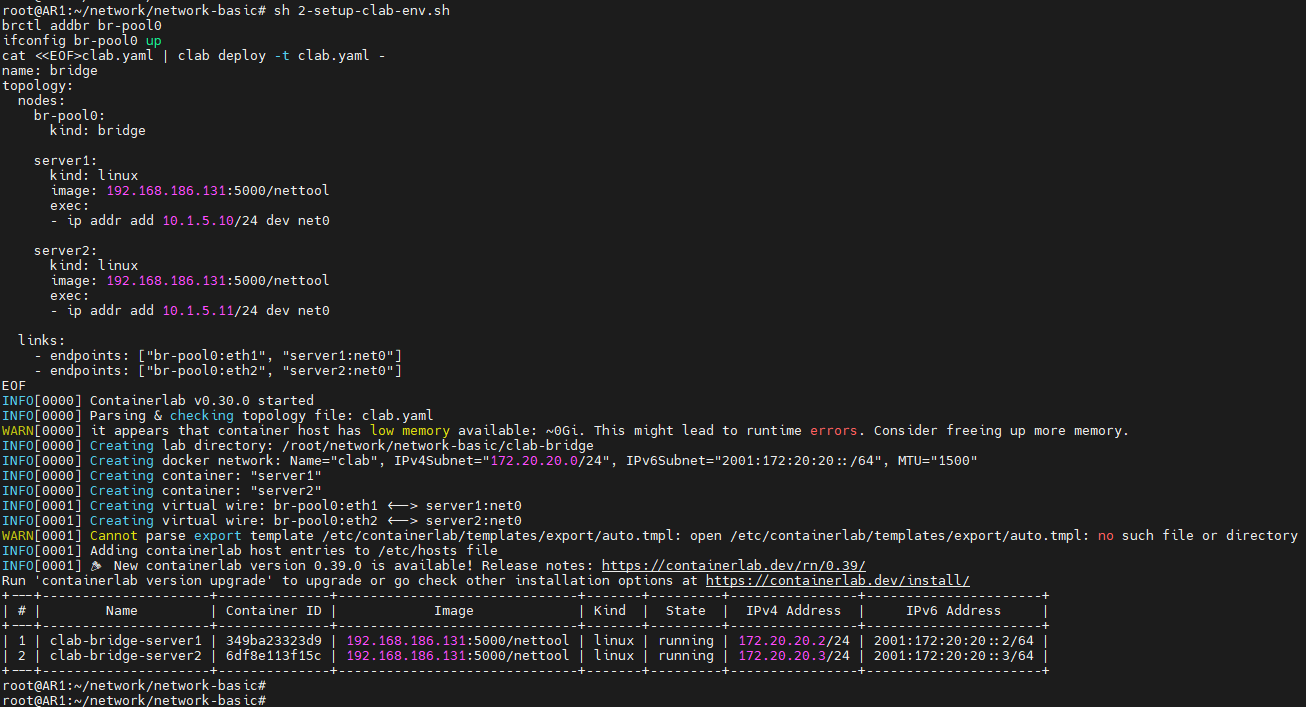 root@AR1:~/network/network-basic# sh 2-setup-clab-env.sh
brctl addbr br-pool0
ifconfig br-pool0 up
cat <<EOF>clab.yaml | clab deploy -t clab.yaml -
name: bridge
topology:
  nodes:
    br-pool0:
      kind: bridge

    server1:
      kind: linux
      image: 192.168.186.131:5000/nettool
      exec:
      - ip addr add 10.1.5.10/24 dev net0

    server2:
      kind: linux
      image: 192.168.186.131:5000/nettool
      exec:
      - ip addr add 10.1.5.11/24 dev net0

  links:
    - endpoints: ["br-pool0:eth1", "server1:net0"]
    - endpoints: ["br-pool0:eth2", "server2:net0"]
EOF
INFO[0000] Containerlab v0.30.0 started
INFO[0000] Parsing & checking topology file: clab.yaml
WARN[0000] it appears that container host has low memory available: ~0Gi. This might lead to runtime errors. Consider freeing up more memory.
INFO[0000] Creating lab directory: /root/network/network-basic/clab-bridge
INFO[0000] Creating docker network: Name="clab", IPv4Subnet="172.20.20.0/24", IPv6Subnet="2001:172:20:20::/64", MTU="1500"
INFO[0000] Creating container: "server1"
INFO[0000] Creating container: "server2"
INFO[0001] Creating virtual wire: br-pool0:eth1 <--> server1:net0
INFO[0001] Creating virtual wire: br-pool0:eth2 <--> server2:net0
WARN[0001] Cannot parse export template /etc/containerlab/templates/export/auto.tmpl: open /etc/containerlab/templates/export/auto.tmpl: no such file or directory
INFO[0001] Adding containerlab host entries to /etc/hosts file
INFO[0001] 🎉 New containerlab version 0.39.0 is available! Release notes: https://containerlab.dev/rn/0.39/
Run 'containerlab version upgrade' to upgrade or go check other installation options at https://containerlab.dev/install/
+---+---------------------+--------------+------------------------------+-------+---------+----------------+----------------------+
| # |        Name         | Container ID |            Image             | Kind  |  State  |  IPv4 Address  |     IPv6 Address     |
+---+---------------------+--------------+------------------------------+-------+---------+----------------+----------------------+
| 1 | clab-bridge-server1 | 349ba23323d9 | 192.168.186.131:5000/nettool | linux | running | 172.20.20.2/24 | 2001:172:20:20::2/64 |
| 2 | clab-bridge-server2 | 6df8e113f15c | 192.168.186.131:5000/nettool | linux | running | 172.20.20.3/24 | 2001:172:20:20::3/64 |
+---+---------------------+--------------+------------------------------+-------+---------+----------------+----------------------+
root@AR1:~/network/network-basic#
root@AR1:~/network/network-basic#